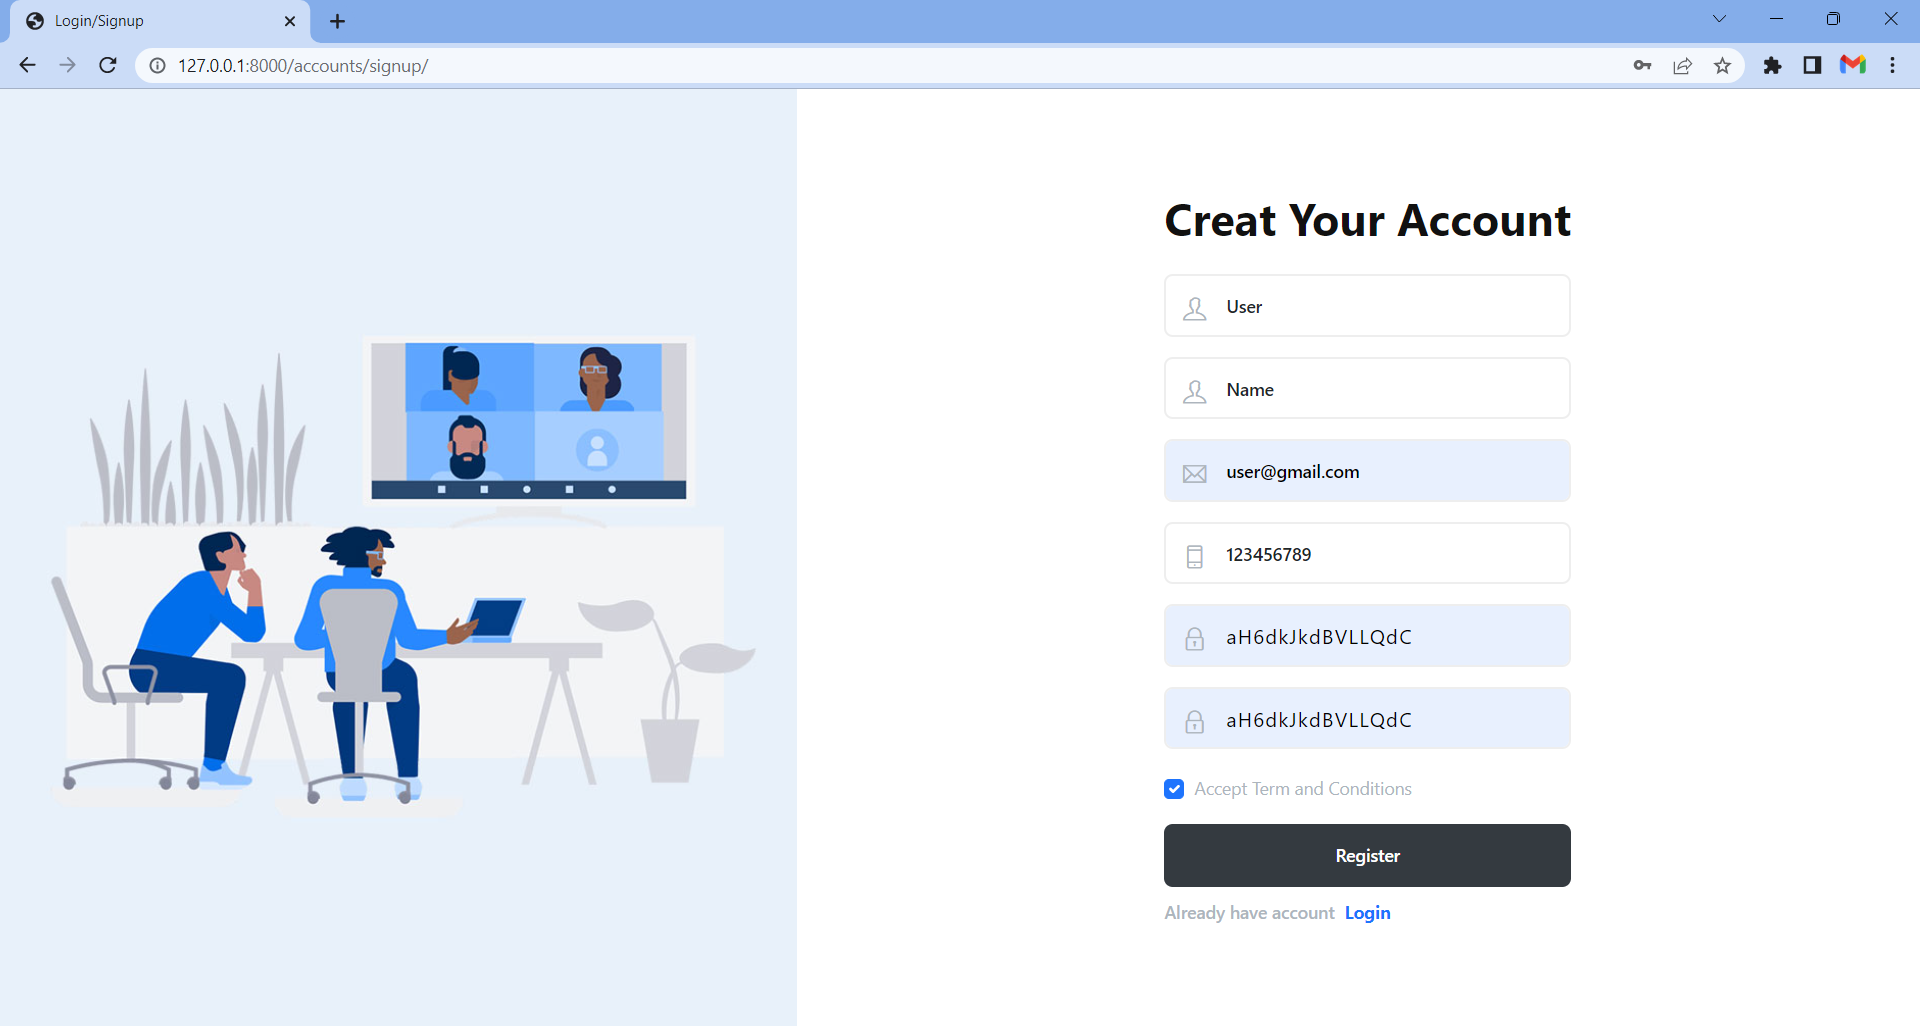 Login/Signup
127.0.0.1:8000/accounts/signup/
Creat Your Account
User
Name
user@gmail.com
123456789
aH6dkJkdBVLLQdC
aH6dkJkdBVLLQdC
Accept Term and Conditions
Register
Already have account Login